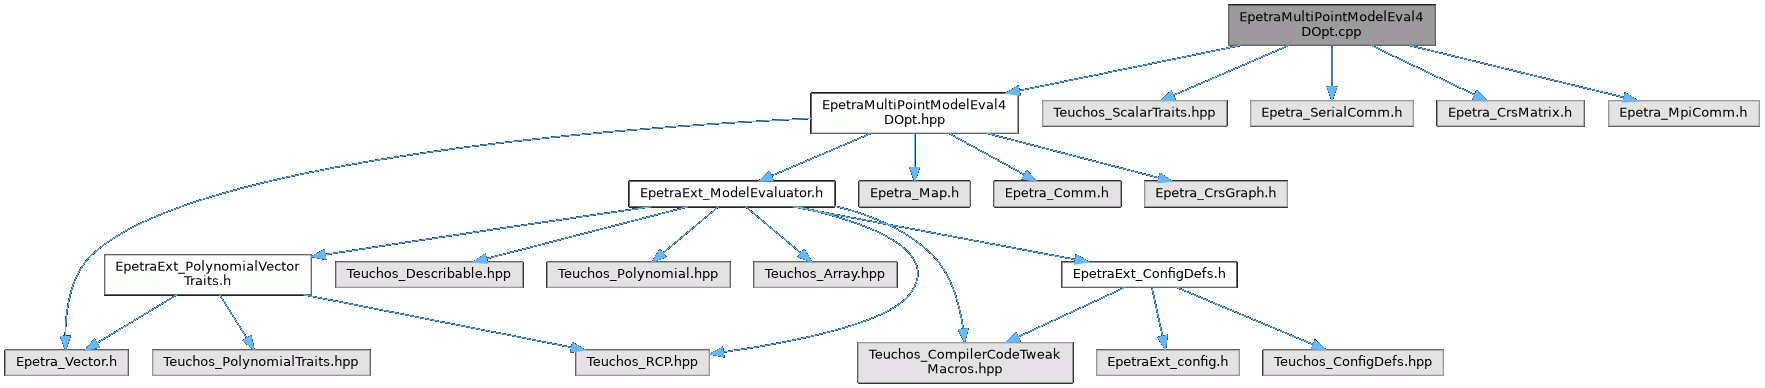 EpetraMultiPointModelEval4
DOpt.cpp
EpetraMultiPointModelEval4
DOpt.hpp
Teuchos_ScalarTraits.hpp
Epetra_SerialComm.h
Epetra_CrsMatrix.h
Epetra_MpiComm.h
EpetraExt_ModelEvaluator.h
Epetra_Map.h
Epetra_Comm.h
Epetra_CrsGraph.h
EpetraExt_PolynomialVector
Traits.h
Teuchos_Describable.hpp
Teuchos_Polynomial.hpp
Teuchos_Array.hpp
EpetraExt_ConfigDefs.h
Epetra_Vector.h
Teuchos_PolynomialTraits.hpp
Teuchos_RCP.hpp
Teuchos_CompilerCodeTweak
Macros.hpp
EpetraExt_config.h
Teuchos_ConfigDefs.hpp